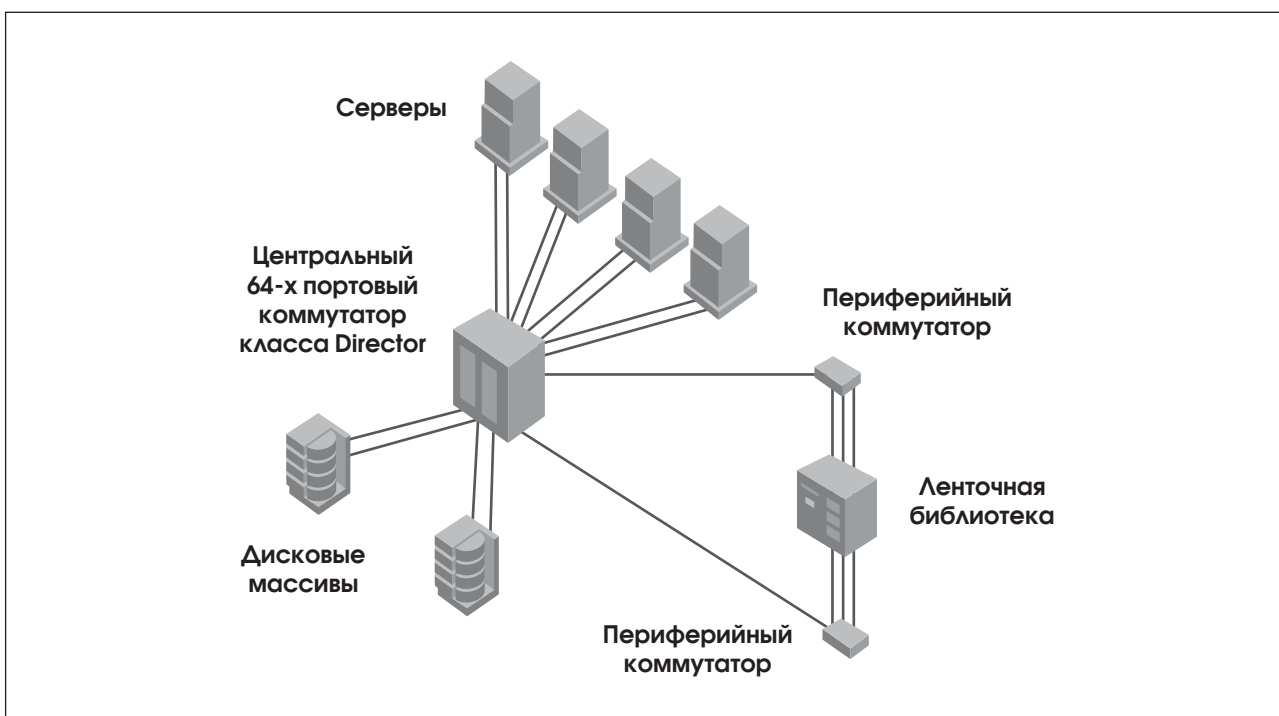 Серверы
Центральный
64-х портовый
коммутатор
класса Director
Периферийный
коммутатор
Ленточная
библиотека
Дисковые
массивы
Периферийный
коммутатор